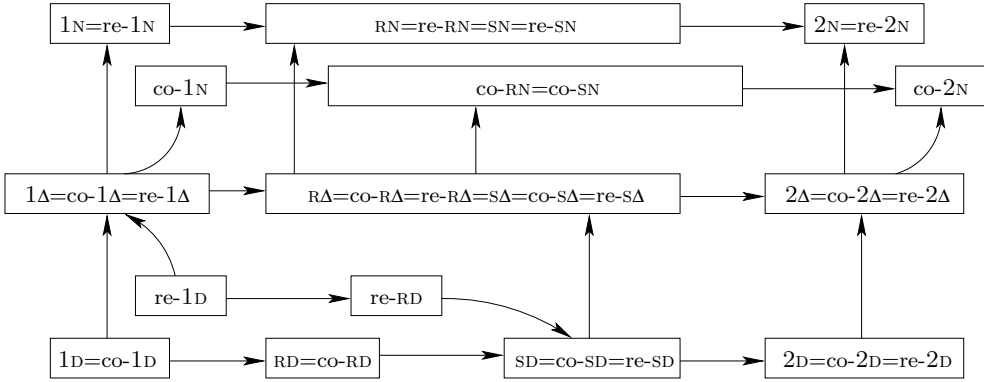 1N=re-1N RN=re-RN=SN=re-SN 2N=re-2N
co-1N co-RN=co-SN co-2N
1Δ=co-1Δ=re-1Δ RΔ=co-RΔ=re-RΔ=SΔ=co-SΔ=re-SΔ 2Δ=co-2Δ=re-2Δ
re-1D re-RD
1D=co-1D RD=co-RD SD=co-SD=re-SD 2D=co-2D=re-2D